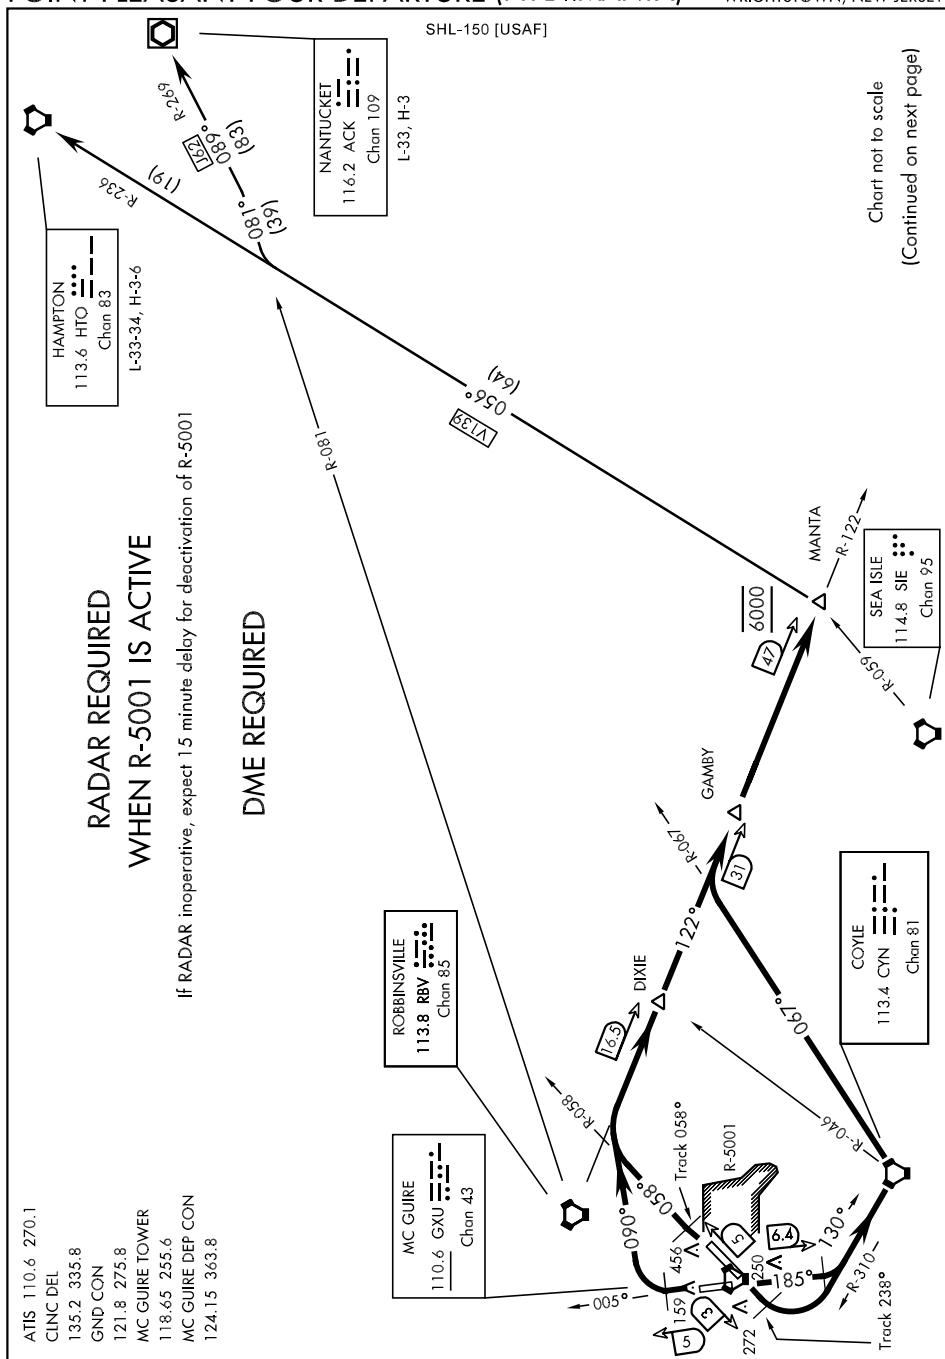 POINT PLEASANT FOUR DEPARTURE
WRIGHTSTOWN, NEW JERSEY
SHL-150 [USAF]
ATIS 110.6 270.1
CLNC DEL
135.2 335.8
GND CON
121.8 275.8
MC GUIRE TOWER
118.65 255.6
MC GUIRE DEP CON
124.15 363.8
RADAR REQUIRED
WHEN R-5001 IS ACTIVE
If RADAR inoperative, expect 15 minute delay for deactivation of R-5001
DME REQUIRED
HAMPTON
113.6 HTO
Chan 83
L-33-34, H-3-6
NANTUCKET
116.2 ACK
Chan 109
L-33, H-3
R-236
(19)
R-269
J62
089°
(83)
081°
(39)
R-081
V139
056°
(64)
Chart not to scale
(Continued on next page)
ROBBINSVILLE
113.8 RBV
Chan 85
MC GUIRE
110.6 GXU
Chan 43
COYLE
113.4 CYN
Chan 81
SEA ISLE
114.8 SIE
Chan 95
MANTA
R-122
6000
47
R-059
GAMBY
31
R-067
122°
DIXIE
16.5
R-058
067°
R-046
Track 058°
R-5001
058°
090°
456
5
6.4
250
130°
185°
R-310
Track 238°
005°
159
3
5
272